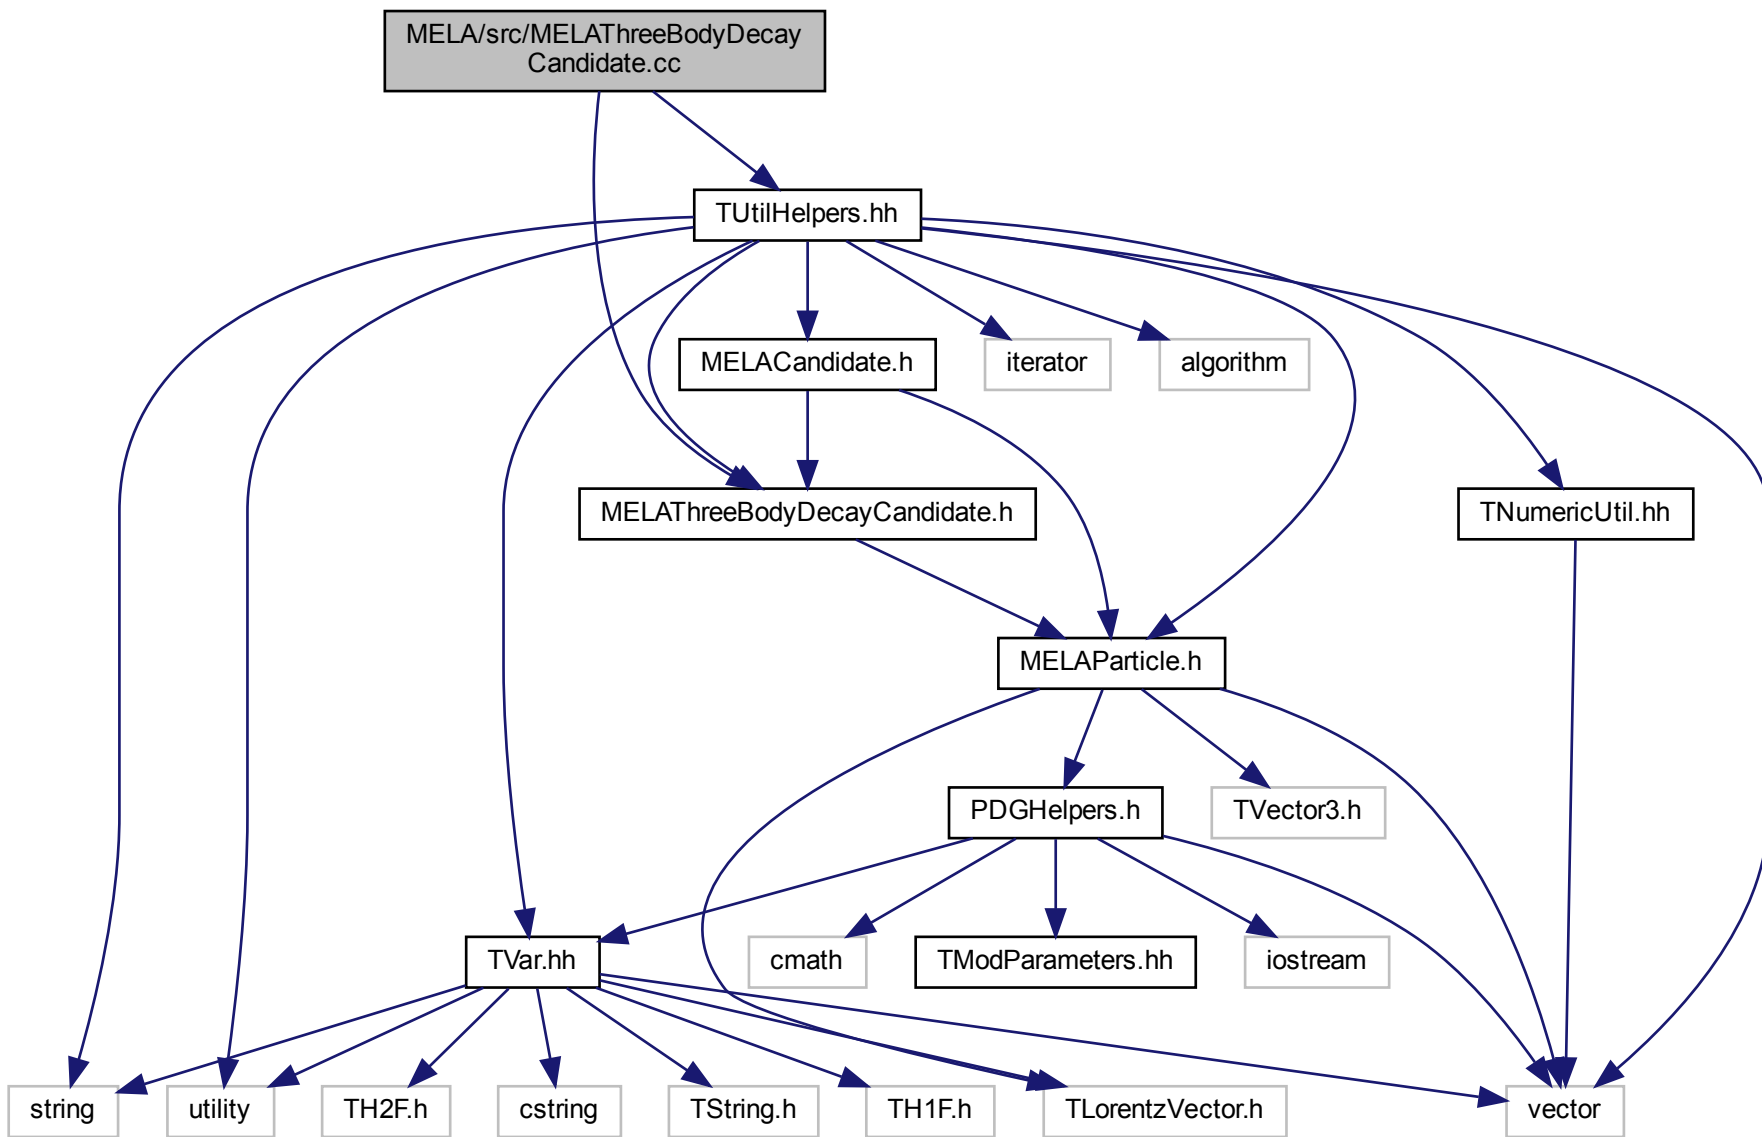 MELA/src/MELAThreeBodyDecay
Candidate.cc
TUtilHelpers.hh
MELACandidate.h
iterator
algorithm
MELAThreeBodyDecayCandidate.h
TNumericUtil.hh
MELAParticle.h
PDGHelpers.h
TVector3.h
TVar.hh
cmath
TModParameters.hh
iostream
string
utility
TH2F.h
cstring
TString.h
TH1F.h
TLorentzVector.h
vector